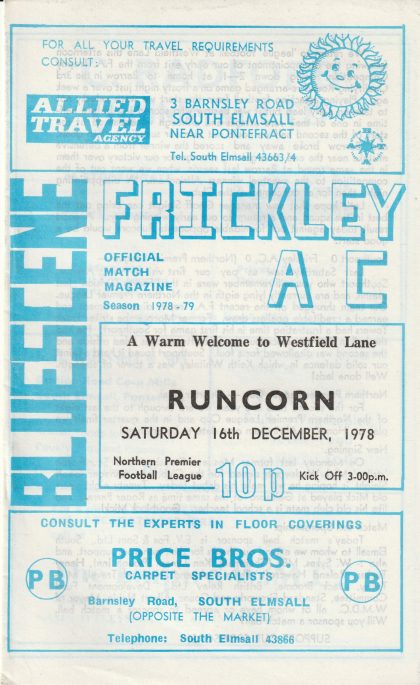 FOR ALL YOUR TRAVEL REQUIREMENTS
CONSULT:
ALLIED
TRAVEL
AGENCY
3 BARNSLEY ROAD
SOUTH ELMSALL
NEAR PONTEFRACT
Tel. South Elmsall 43663/4
BLUESCENE
FRICKLEY
A C
OFFICIAL
MATCH
MAGAZINE
Season 1978-79
A Warm Welcome to Westfield Lane
RUNCORN
SATURDAY 16th DECEMBER, 1978
Northern Premier
Football League
10p
Kick Off 3-00p.m.
CONSULT THE EXPERTS IN FLOOR COVERINGS
PB
PRICE BROS.
CARPET SPECIALISTS
PB
Barnsley Road, SOUTH ELMSALL
(OPPOSITE THE MARKET)
Telephone: South Elmsall 43866